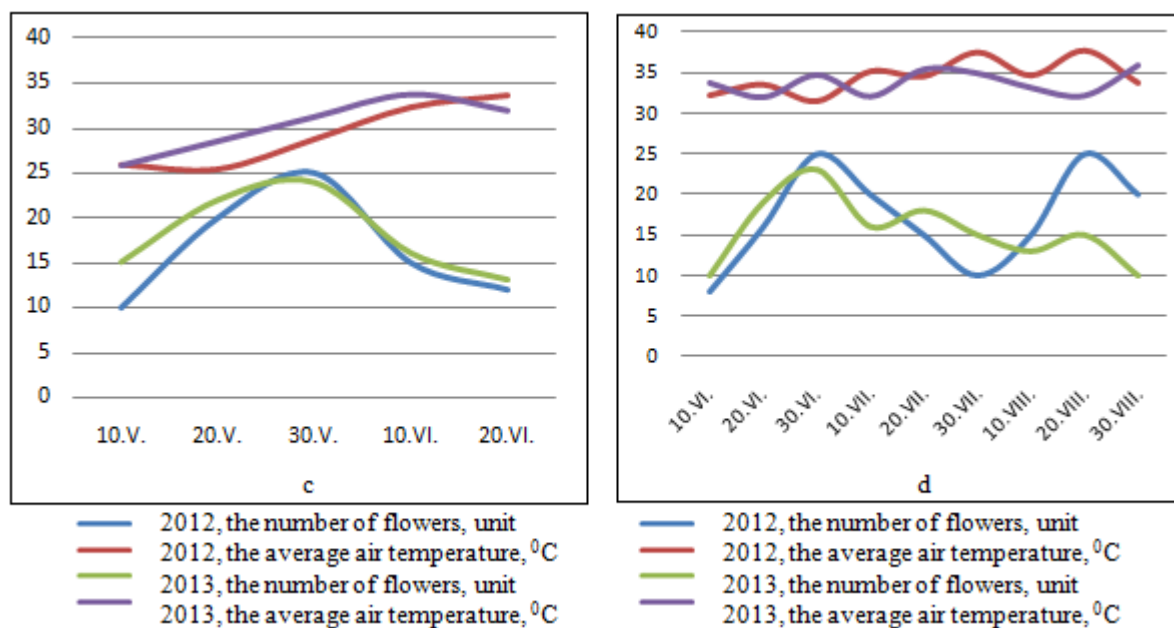 40
35
30
25
20
15
10
5
0
10.V.
20.V.
30.V.
10.VI.
20.VI.
c
2012, the number of flowers, unit
2012, the average air temperature, ⁰C
2013, the number of flowers, unit
2013, the average air temperature, ⁰C
40
35
30
25
20
15
10
5
0
10.VI.
20.VI.
30.VI.
10.VII.
20.VII.
30.VII.
10.VIII.
20.VIII.
30.VIII.
d
2012, the number of flowers, unit
2012, the average air temperature, ⁰C
2013, the number of flowers, unit
2013, the average air temperature, ⁰C